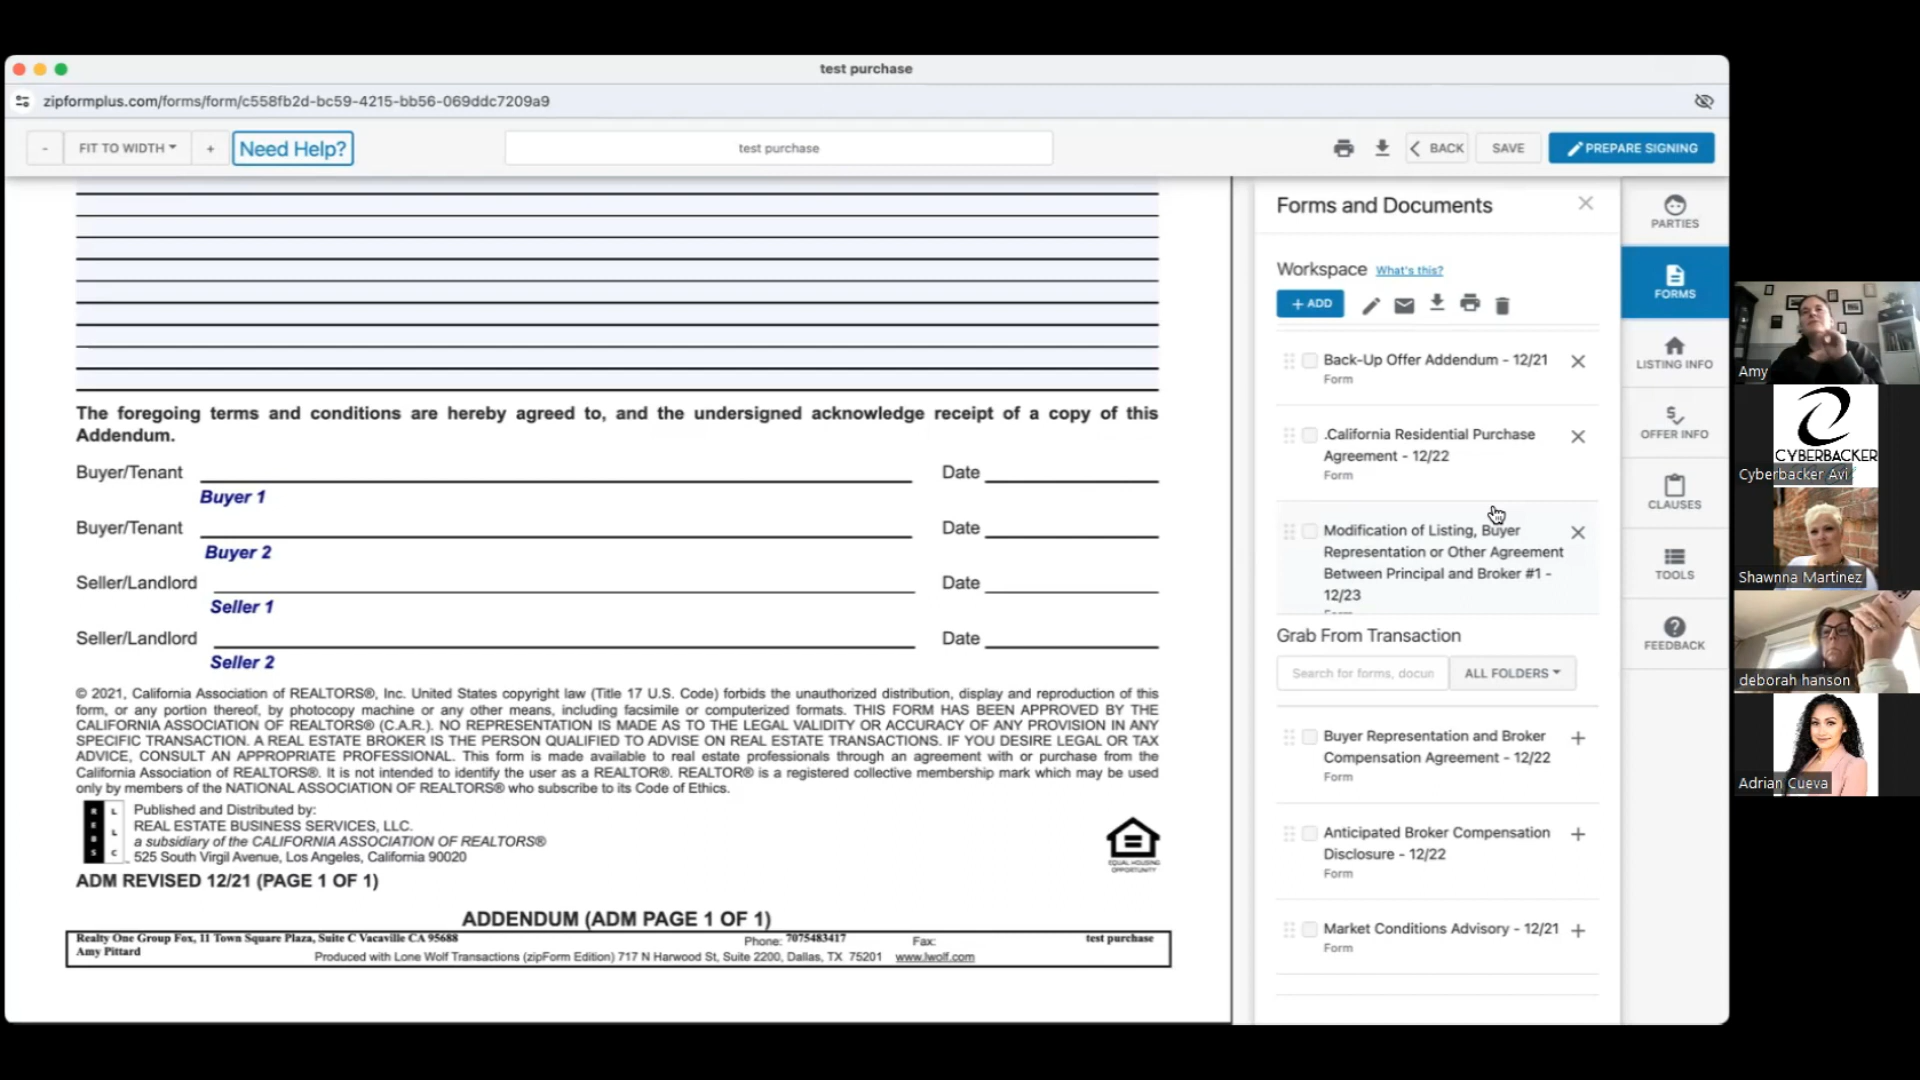 test purchase
zipformplus.com/forms/form/c558fb2d-bc59-4215-bb56-069ddc7209a9
-
FIT TO WIDTH
+
Need Help?
test purchase
BACK
SAVE
PREPARE SIGNING
The foregoing terms and conditions are hereby agreed to, and the undersigned acknowledge receipt of a copy of this
Addendum.
Buyer/Tenant
Date
Buyer 1
Buyer/Tenant
Date
Buyer 2
Seller/Landlord
Date
Seller 1
Seller/Landlord
Date
Seller 2
© 2021, California Association of REALTORS®, Inc. United States copyright law (Title 17 U.S. Code) forbids the unauthorized distribution, display and reproduction of this
form, or any portion thereof, by photocopy machine or any other means, including facsimile or computerized formats. THIS FORM HAS BEEN APPROVED BY THE
CALIFORNIA ASSOCIATION OF REALTORS® (C.A.R.). NO REPRESENTATION IS MADE AS TO THE LEGAL VALIDITY OR ACCURACY OF ANY PROVISION IN ANY
SPECIFIC TRANSACTION. A REAL ESTATE BROKER IS THE PERSON QUALIFIED TO ADVISE ON REAL ESTATE TRANSACTIONS. IF YOU DESIRE LEGAL OR TAX
ADVICE, CONSULT AN APPROPRIATE PROFESSIONAL. This form is made available to real estate professionals through an agreement with or purchase from the
California Association of REALTORS®. It is not intended to identify the user as a REALTOR®. REALTOR® is a registered collective membership mark which may be used
only by members of the NATIONAL ASSOCIATION OF REALTORS® who subscribe to its Code of Ethics.
R L
E L
B
S C
Published and Distributed by:
REAL ESTATE BUSINESS SERVICES, LLC.
a subsidiary of the CALIFORNIA ASSOCIATION OF REALTORS®
525 South Virgil Avenue, Los Angeles, California 90020
EQUAL HOUSING
OPPORTUNITY
ADM REVISED 12/21 (PAGE 1 OF 1)
ADDENDUM (ADM PAGE 1 OF 1)
Realty One Group Fox, 11 Town Square Plaza, Suite C Vacaville CA 95688
Phone: 7075483417
Fax:
test purchase
Amy Pittard
Produced with Lone Wolf Transactions (zipForm Edition) 717 N Harwood St, Suite 2200, Dallas, TX 75201 www.lwolf.com
Forms and Documents
Workspace What's this?
+ ADD
Back-Up Offer Addendum - 12/21
Form
.California Residential Purchase
Agreement - 12/22
Form
Modification of Listing, Buyer
Representation or Other Agreement
Between Principal and Broker #1 -
12/23
Grab From Transaction
Search for forms, docun
ALL FOLDERS
Buyer Representation and Broker
Compensation Agreement - 12/22
Form
Anticipated Broker Compensation
Disclosure - 12/22
Form
Market Conditions Advisory - 12/21
Form
PARTIES
FORMS
LISTING INFO
OFFER INFO
CLAUSES
TOOLS
FEEDBACK
Amy
CYBERBACKER
Cyberbacker Avi
Shawnna Martinez
deborah hanson
Adrian Cueva